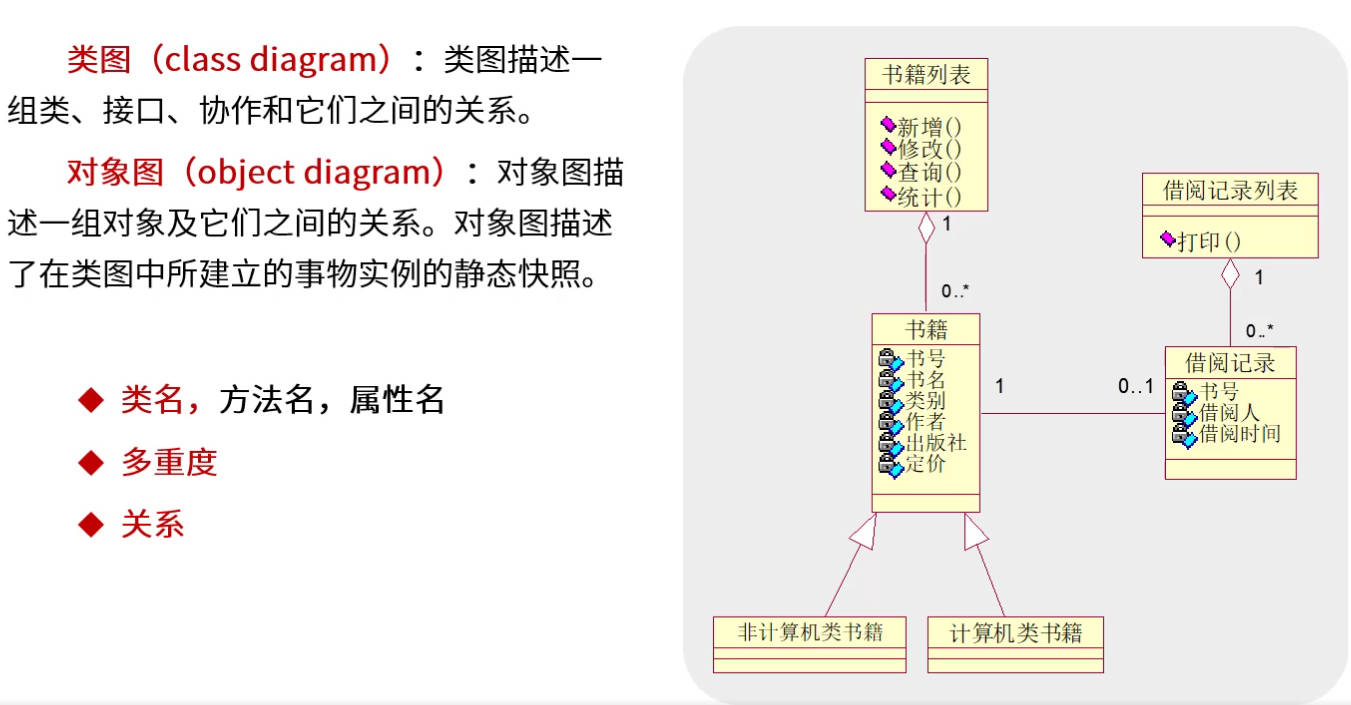 类图（class diagram）：类图描述一
组类、接口、协作和它们之间的关系。
对象图（object diagram）：对象图描
述一组对象及它们之间的关系。对象图描述
了在类图中所建立的事物实例的静态快照。
◆ 类名，方法名，属性名
◆ 多重度
◆ 关系
书籍列表
新增()
修改()
查询()
统计()
1
0..*
书籍
书号
书名
类别
作者
出版社
定价
1
0..1
借阅记录列表
打印()
1
0..*
借阅记录
书号
借阅人
借阅时间
非计算机类书籍
计算机类书籍